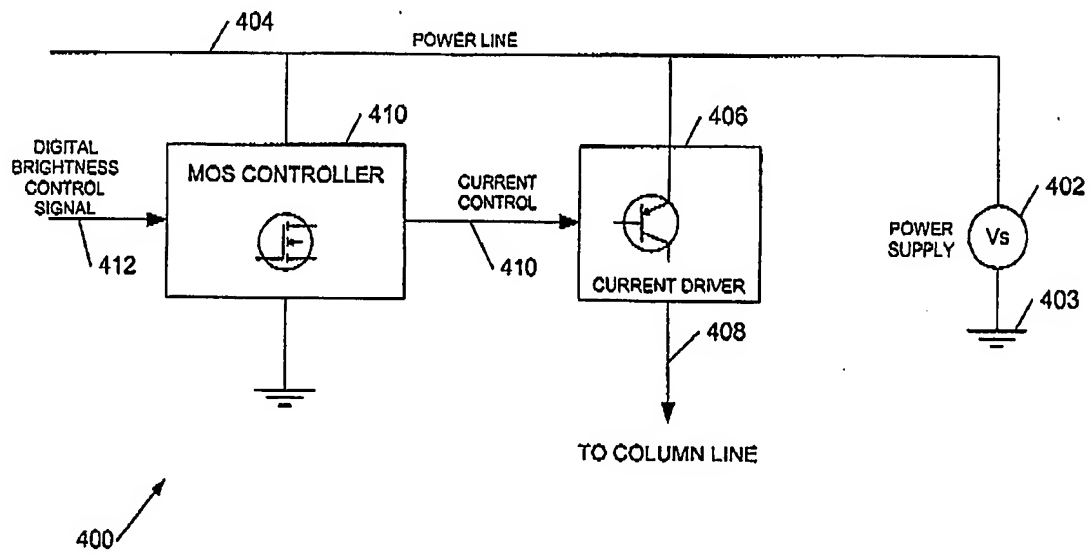 404
POWER LINE
410
406
DIGITAL
BRIGHTNESS
CONTROL
SIGNAL
MOS CONTROLLER
CURRENT
CONTROL
402
POWER
SUPPLY
Vs
412
410
CURRENT DRIVER
403
408
TO COLUMN LINE
400